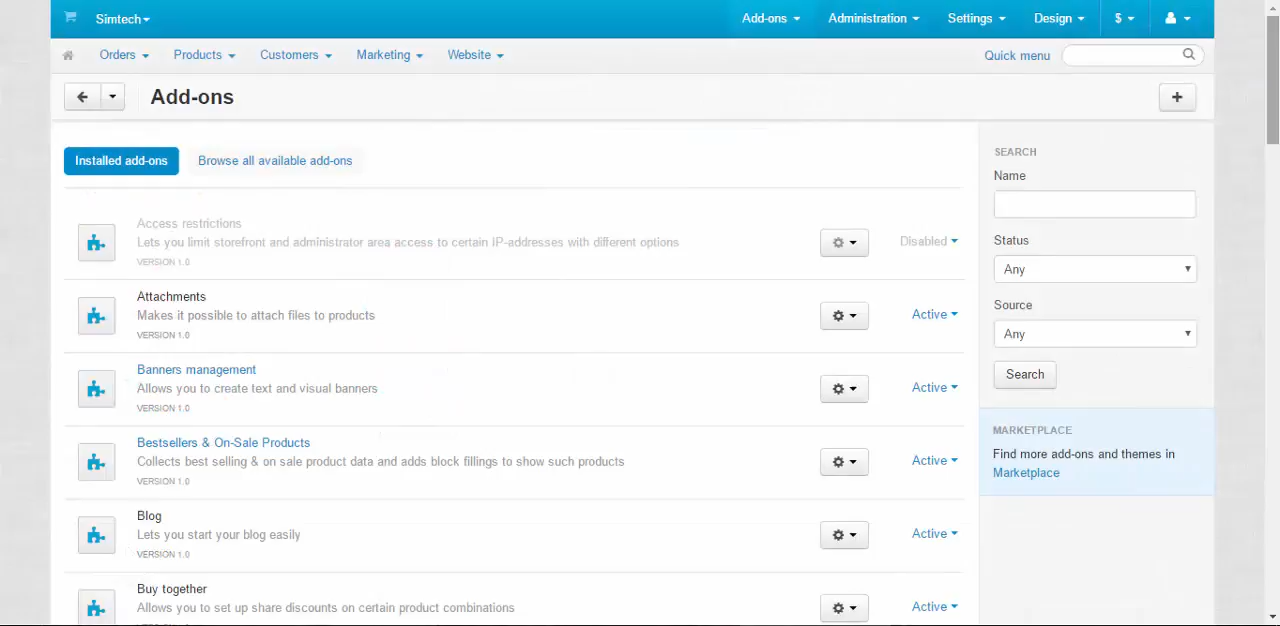 Simtech
Add-ons
Administration
Settings
Design
$
Orders
Products
Customers
Marketing
Website
Quick menu
Add-ons
Installed add-ons
Browse all available add-ons
Access restrictions
Lets you limit storefront and administrator area access to certain IP-addresses with different options
VERSION 1.0
Disabled
Attachments
Makes it possible to attach files to products
VERSION 1.0
Active
Banners management
Allows you to create text and visual banners
VERSION 1.0
Active
Bestsellers & On-Sale Products
Collects best selling & on sale product data and adds block fillings to show such products
VERSION 1.0
Active
Blog
Lets you start your blog easily
VERSION 1.0
Active
Buy together
Allows you to set up share discounts on certain product combinations
VERSION 1.0
Active
SEARCH
Name
Status
Any
Source
Any
Search
MARKETPLACE
Find more add-ons and themes in
Marketplace